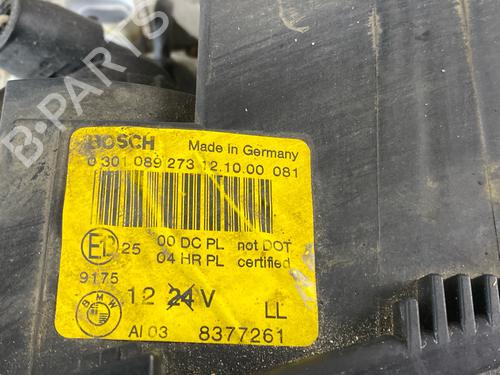 B-PARTS
BOSCH Made in Germany
0 301 089 273 12.10.00 081
E1 25 00 DC PL not DOT
04 HR PL certified
9175
BMW 12 24 V LL
AI 03 8377261